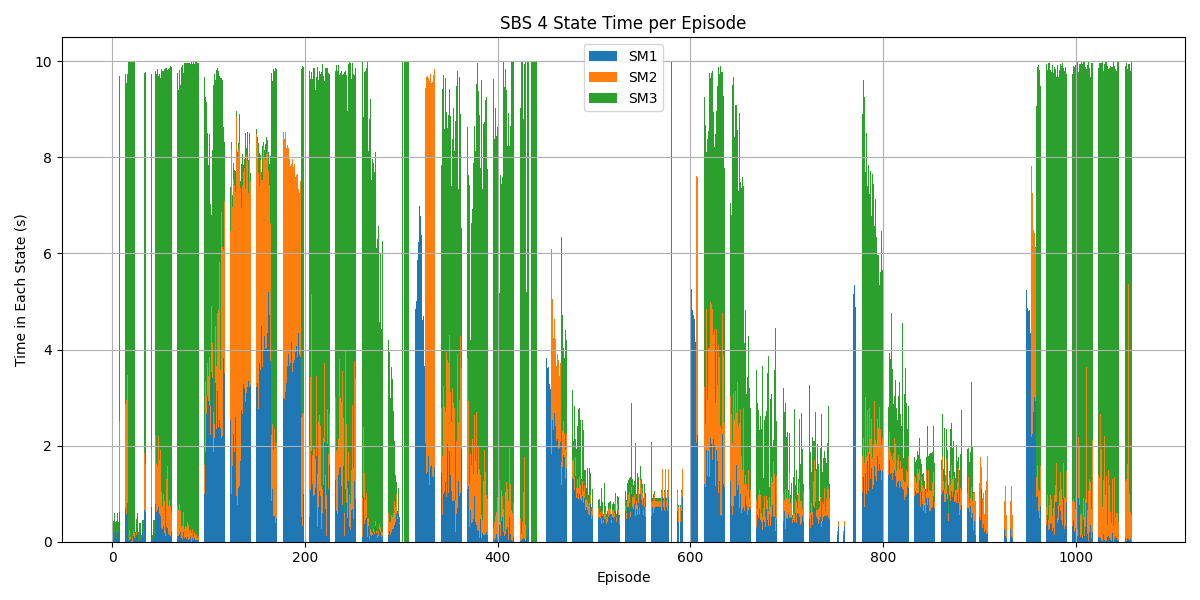 SBS 4 State Time per Episode
SM1
SM2
SM3
Time in Each State (s)
10
8
6
4
2
0
0 200 400 600 800 1000
Episode